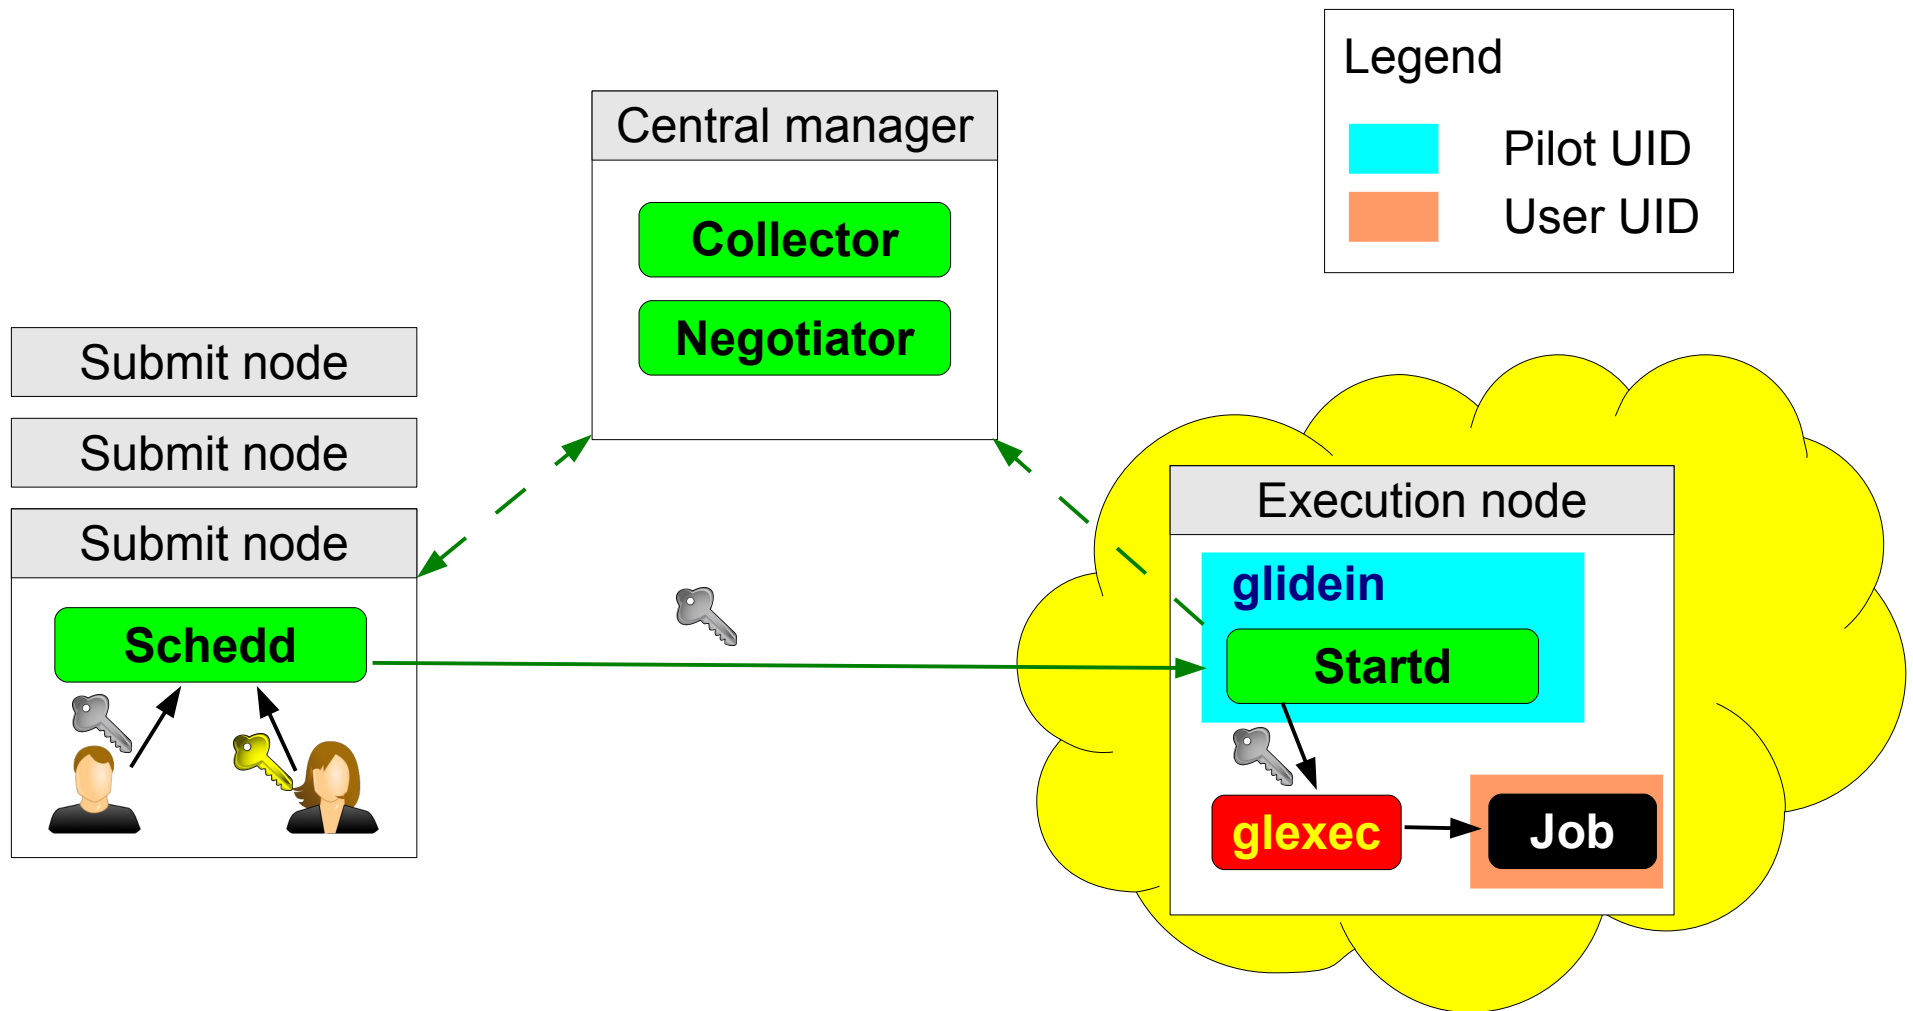 Legend
Pilot UID
User UID
Central manager
Collector
Negotiator
Submit node
Submit node
Submit node
Schedd
Execution node
glidein
Startd
glexec
Job